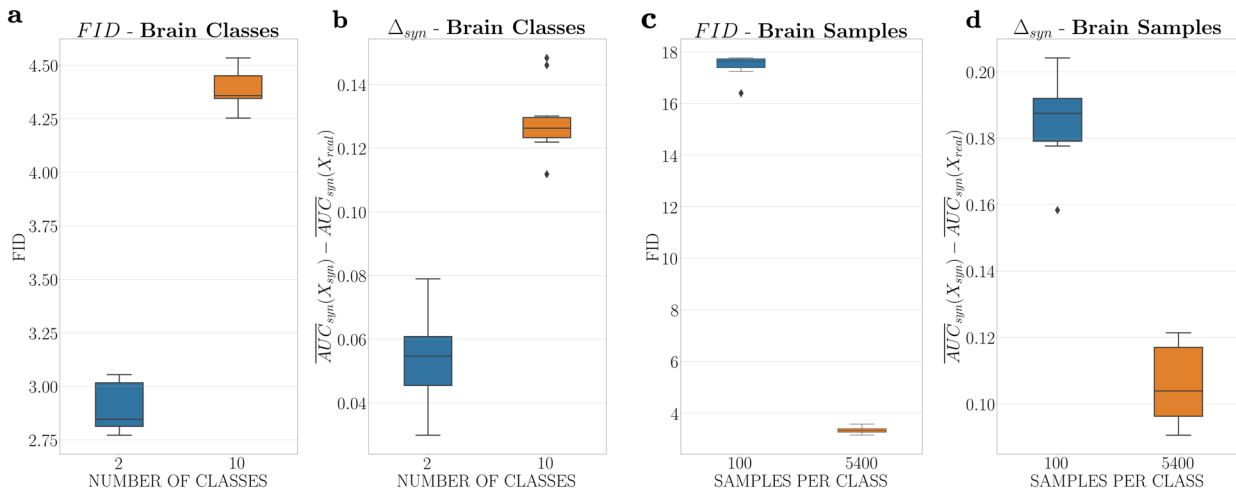 a
FID - Brain Classes
4.50
4.25
4.00
3.75
3.50
3.25
3.00
2.75
FID
2
10
NUMBER OF CLASSES
b
Δsyn - Brain Classes
0.14
0.12
0.10
0.08
0.06
0.04
AUCsyn(Xsyn) − AUCsyn(Xreal)
2
10
NUMBER OF CLASSES
c
FID - Brain Samples
18
16
14
12
10
8
6
4
FID
100
5400
SAMPLES PER CLASS
d
Δsyn - Brain Samples
0.20
0.18
0.16
0.14
0.12
0.10
AUCsyn(Xsyn) − AUCsyn(Xreal)
100
5400
SAMPLES PER CLASS